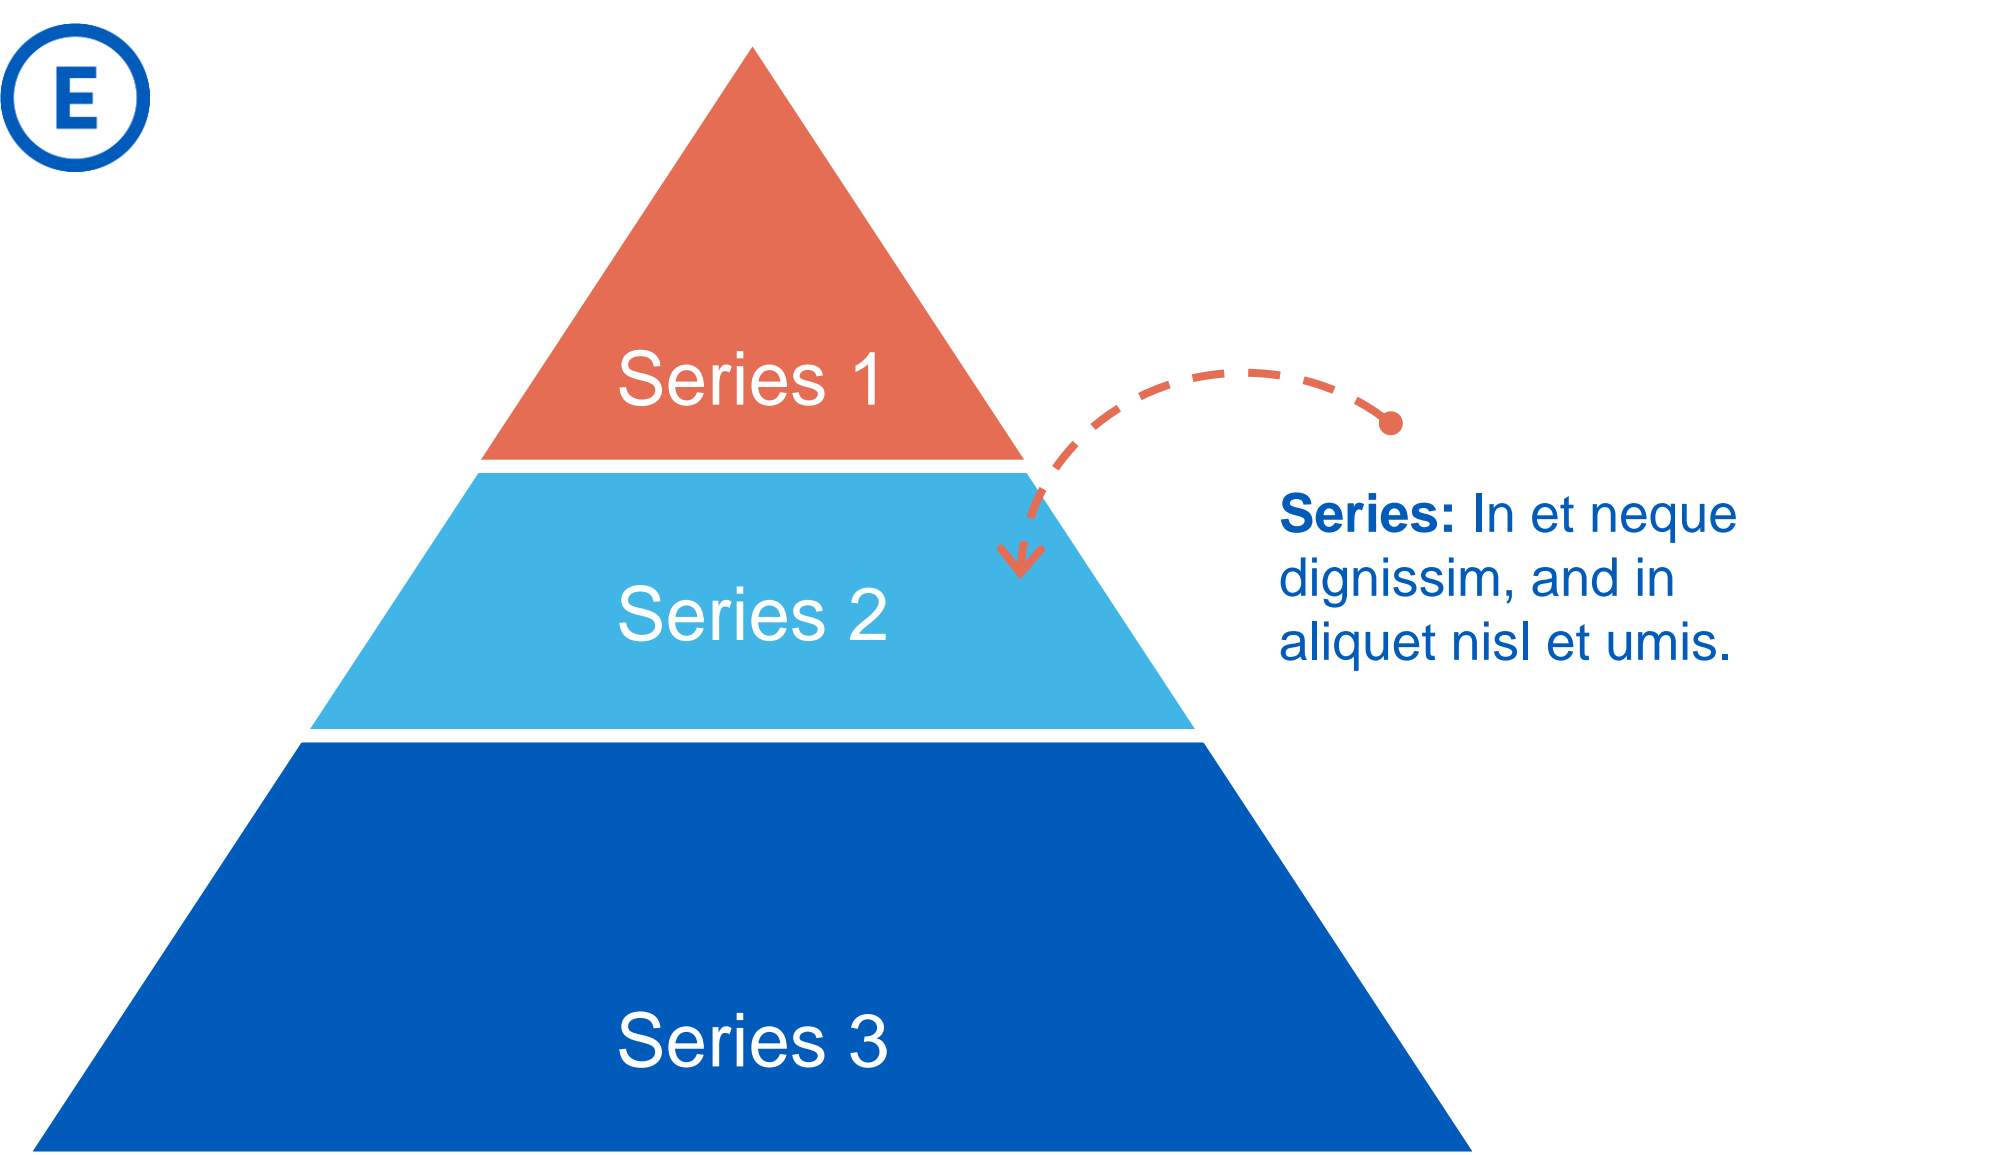 E
Series 1
Series 2
Series 3
Series: In et neque
dignissim, and in
aliquet nisl et umis.